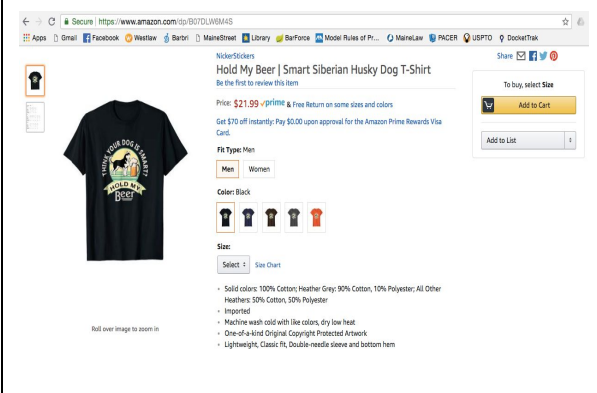 Secure | https://www.amazon.com/dp/B07DLW6M4S
Apps Gmail Facebook Westlaw Barbri MaineStreet Library BarForce Model Rules of Pr... MaineLaw PACER USPTO DocketTrak
NickerStickers
Share
Hold My Beer | Smart Siberian Husky Dog T-Shirt
Be the first to review this item
To buy, select Size
Price: $21.99 prime & Free Return on some sizes and colors
Add to Cart
Get $70 off instantly: Pay $0.00 upon approval for the Amazon Prime Rewards Visa
Card.
Add to List
Fit Type: Men
Men Women
THINK YOUR DOG IS SMART?
HOLD MY
Beer
Color: Black
Size:
Select Size Chart
Solid colors: 100% Cotton; Heather Grey: 90% Cotton, 10% Polyester; All Other
Heathers: 50% Cotton, 50% Polyester
Imported
Machine wash cold with like colors, dry low heat
One-of-a-kind Original Copyright Protected Artwork
Lightweight, Classic fit, Double-needle sleeve and bottom hem
Roll over image to zoom in